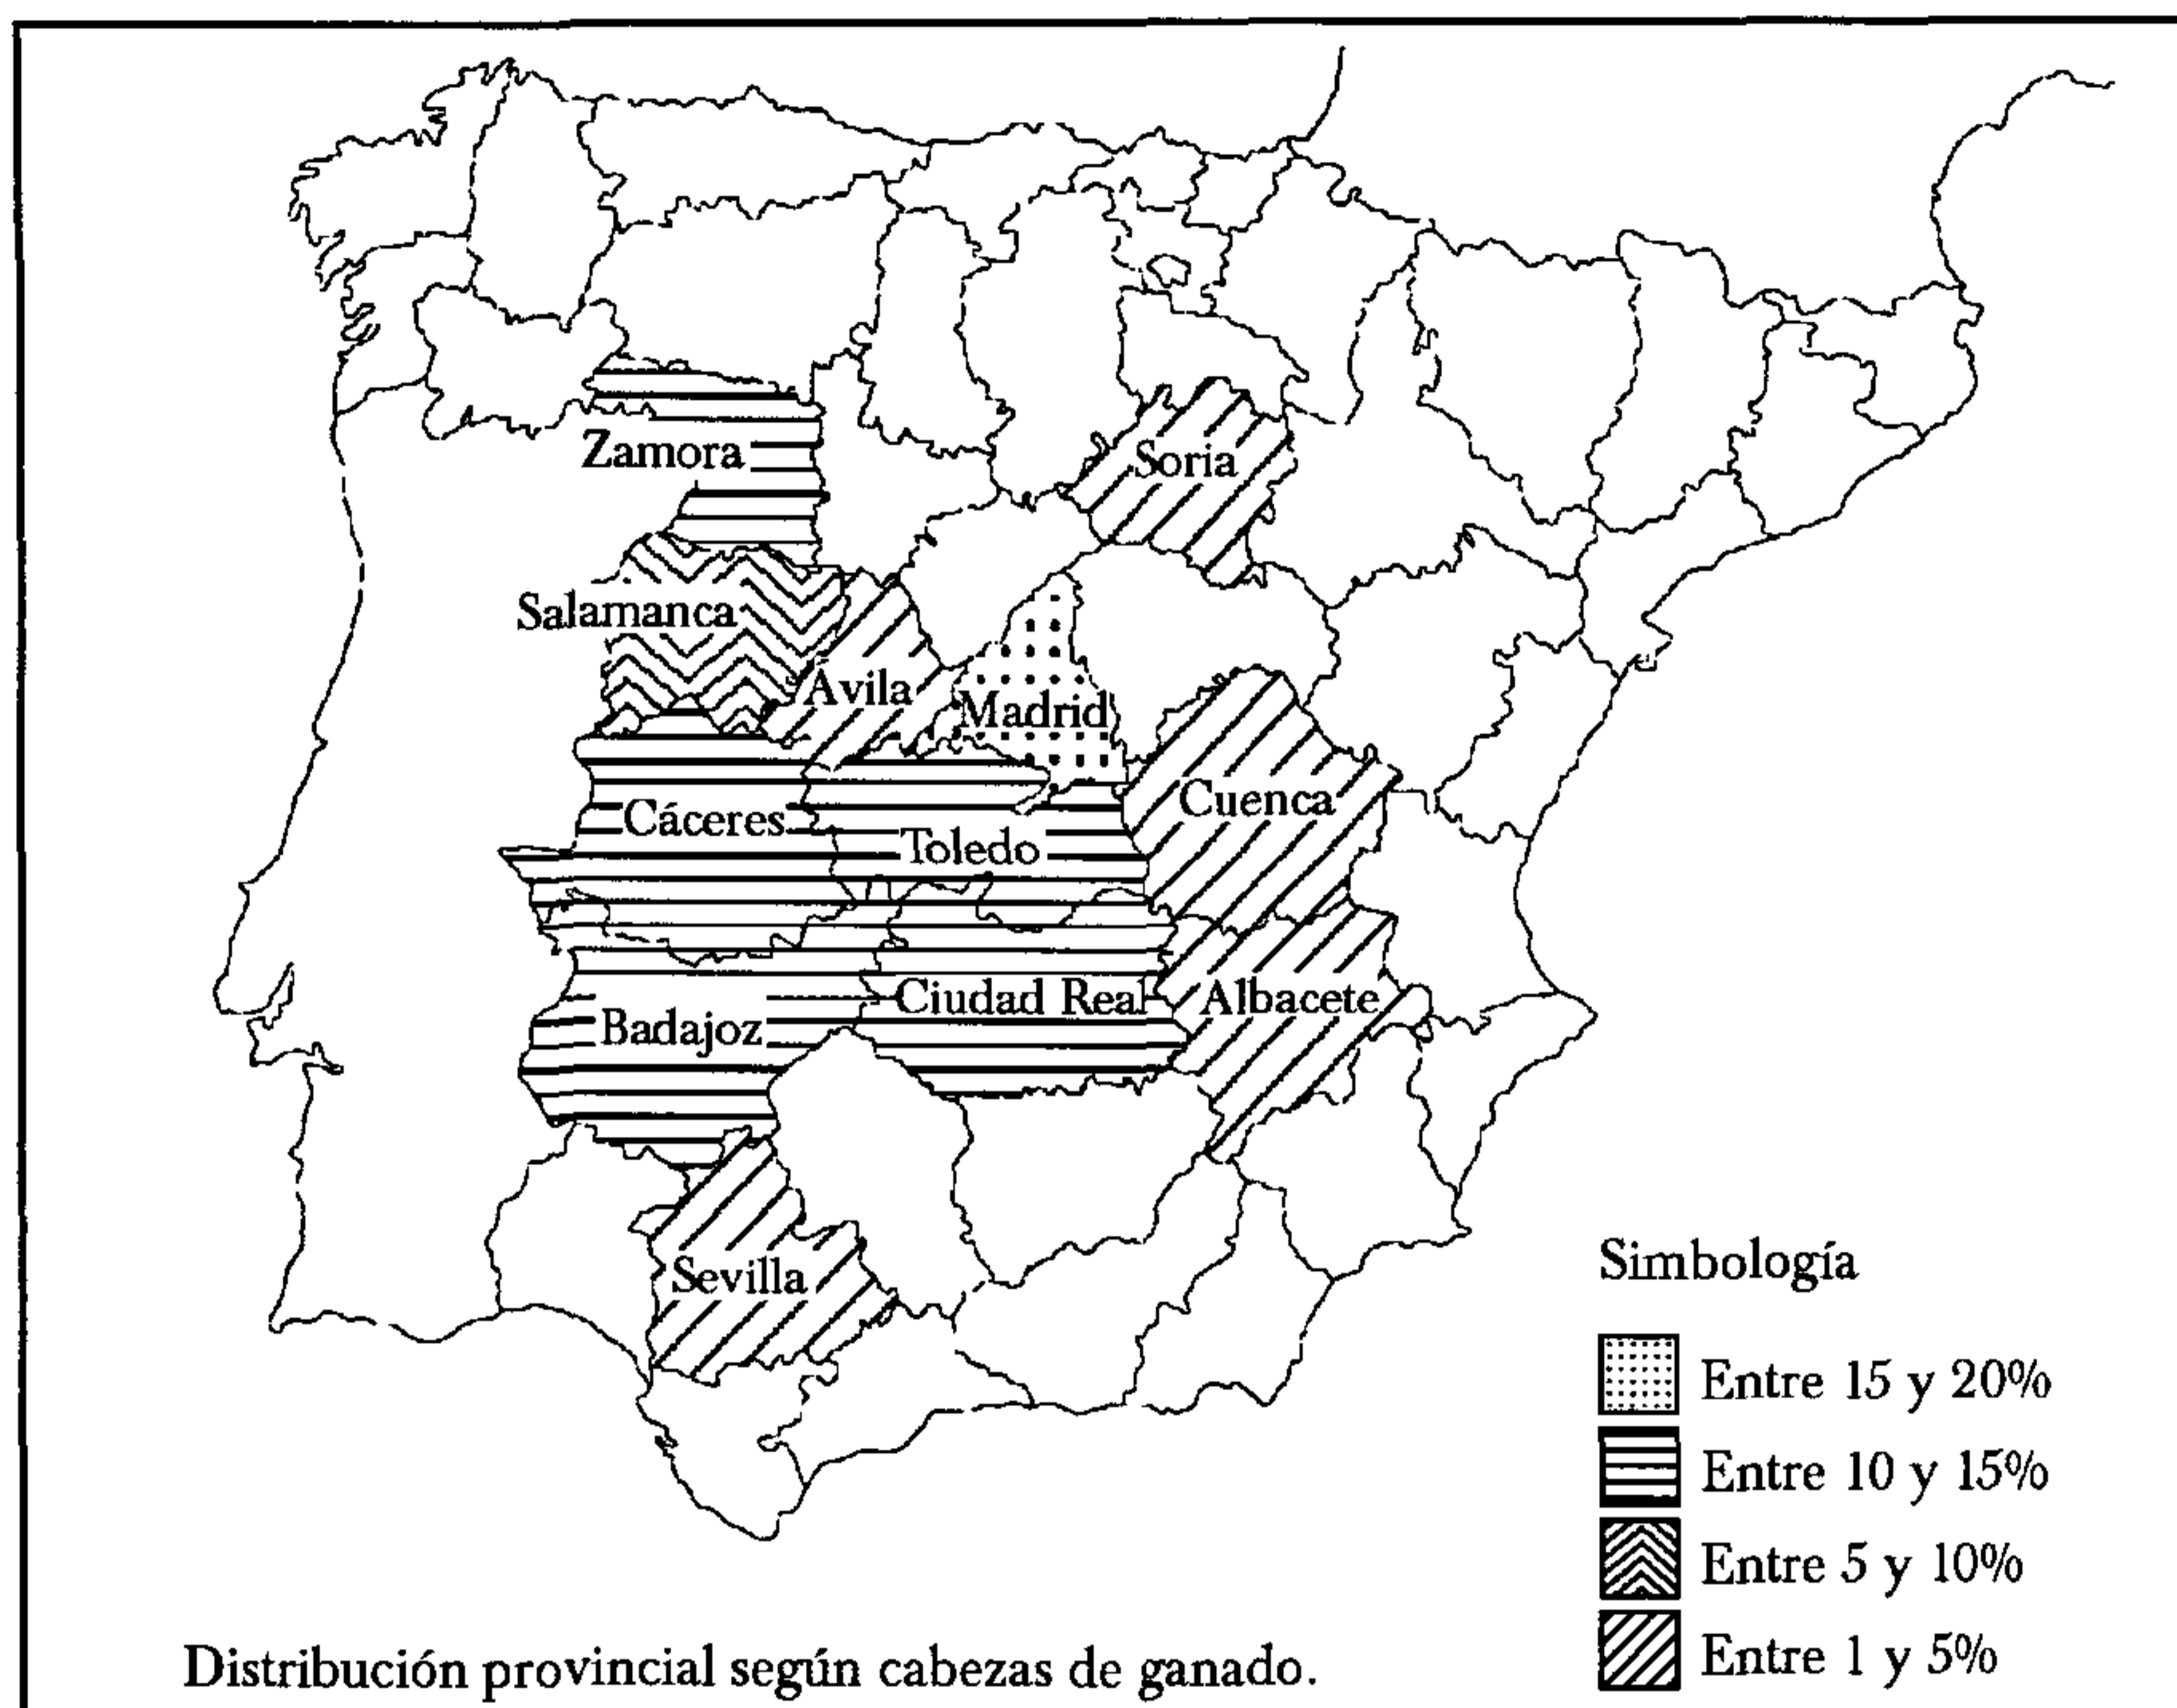 Zamora
Soria
Salamanca
Ávila
Madrid
Cuenca
Cáceres
Toledo
Ciudad Real
Albacete
Badajoz
Sevilla
Simbología
Entre 15 y 20%
Entre 10 y 15%
Entre 5 y 10%
Entre 1 y 5%
Distribución provincial según cabezas de ganado.